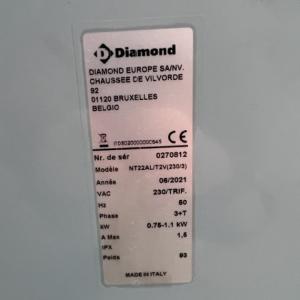 Diamond
DIAMOND EUROPE SA/NV.
CHAUSSEE DE VILVORDE
92
01120 BRUXELLES
BELGIO
Nr. de sér 0270812
Modèle NT22AL/T2V(230/3)
Année 06/2021
VAC 230/TRIF.
Hz 50
Phase 3+T
kW 0.75-1.1 kW
A Max 1,5
IPX
Poids 93
MADE IN ITALY